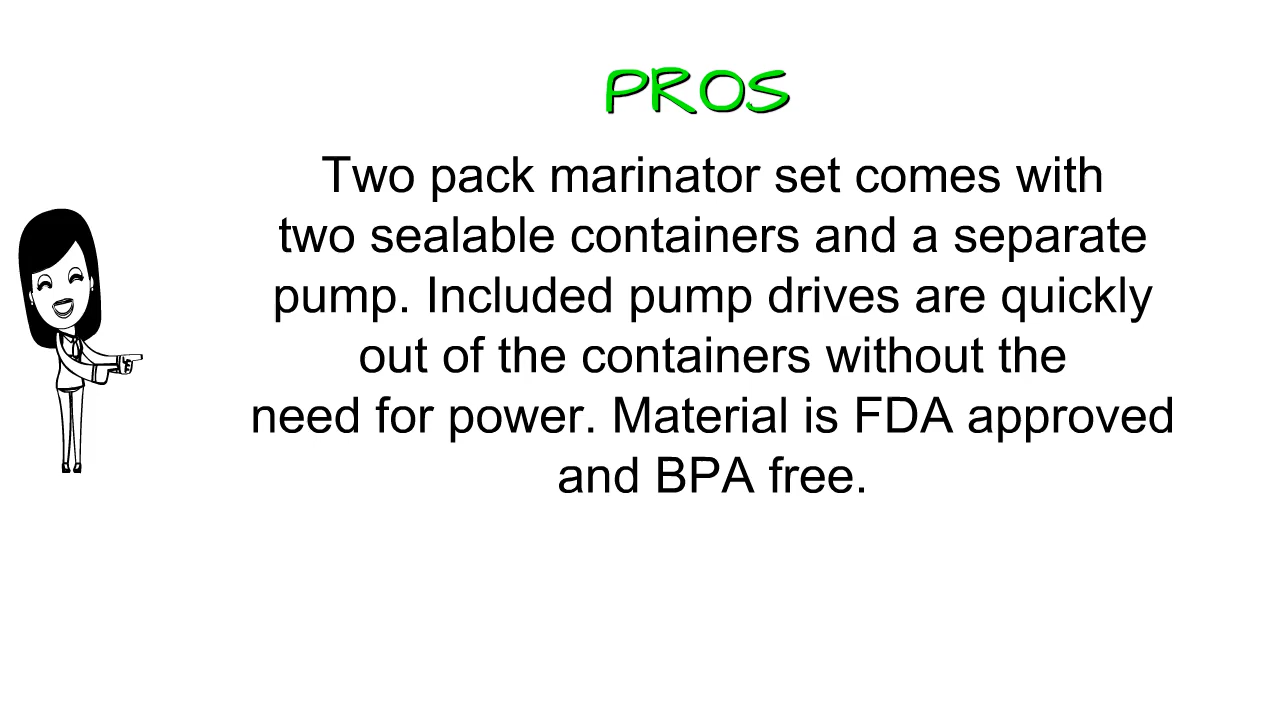 PROS
Two pack marinator set comes with
two sealable containers and a separate
pump. Included pump drives are quickly
out of the containers without the
need for power. Material is FDA approved
and BPA free.